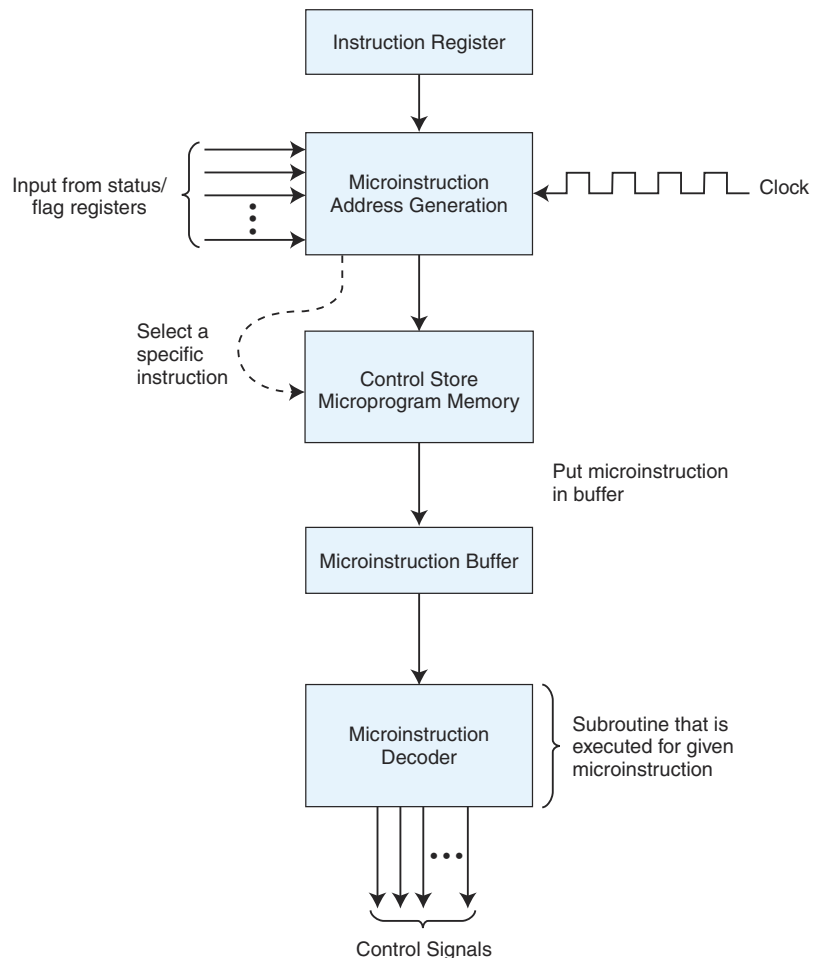 Instruction Register
Input from status/
flag registers
Microinstruction
Address Generation
Clock
Select a
specific
instruction
Control Store
Microprogram Memory
Put microinstruction
in buffer
Microinstruction Buffer
Microinstruction
Decoder
Subroutine that is
executed for given
microinstruction
Control Signals